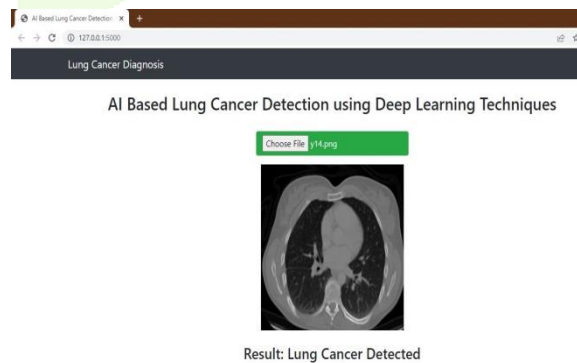 AI Based Lung Cancer Detection
127.0.0.1:5000
Lung Cancer Diagnosis
AI Based Lung Cancer Detection using Deep Learning Techniques
Choose File y14.png
Result: Lung Cancer Detected